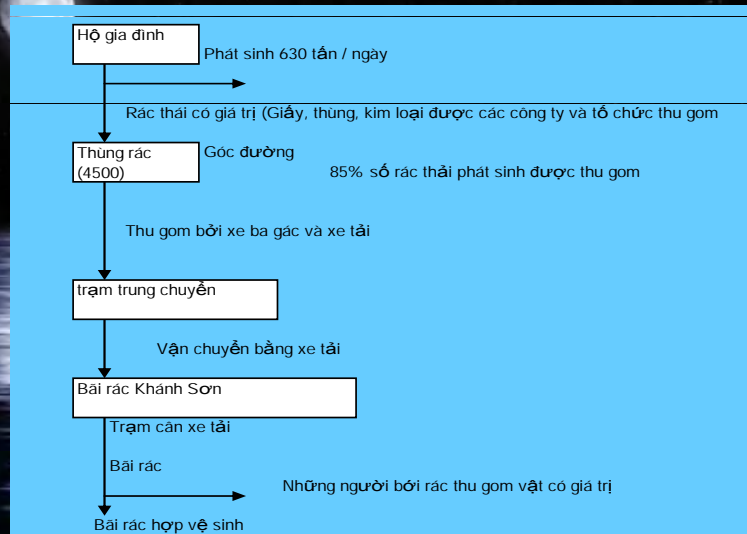 Hộ gia đình
Phát sinh 630 tấn / ngày
Rác thái có giá trị (Giấy, thùng, kim loại được các công ty và tổ chức thu gom
Thùng rác
(4500)
Góc đường
85% số rác thải phát sinh được thu gom
Thu gom bởi xe ba gác và xe tải
trạm trung chuyển
Vận chuyển bằng xe tải
Bãi rác Khánh Sơn
Trạm cân xe tải
Bãi rác
Những người bới rác thu gom vật có giá trị
Bãi rác hợp vệ sinh